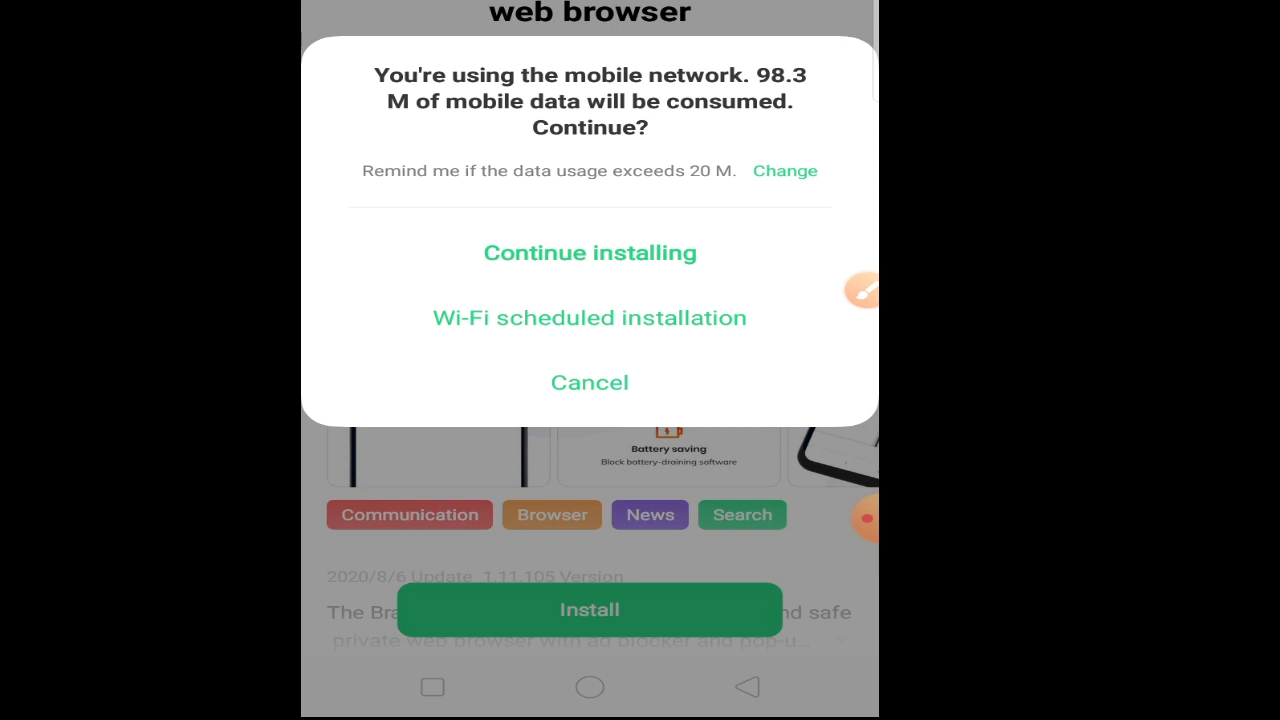 web browser
You're using the mobile network. 98.3
M of mobile data will be consumed.
Continue?
Remind me if the data usage exceeds 20 M. Change
Continue installing
Wi-Fi scheduled installation
Cancel
Battery saving
Block battery-draining software
Communication Browser News Search
2020/8/6 Update 1.11.105 Version
The Bra
nd safe
Install
private web browser with ad blocker and pop-u...